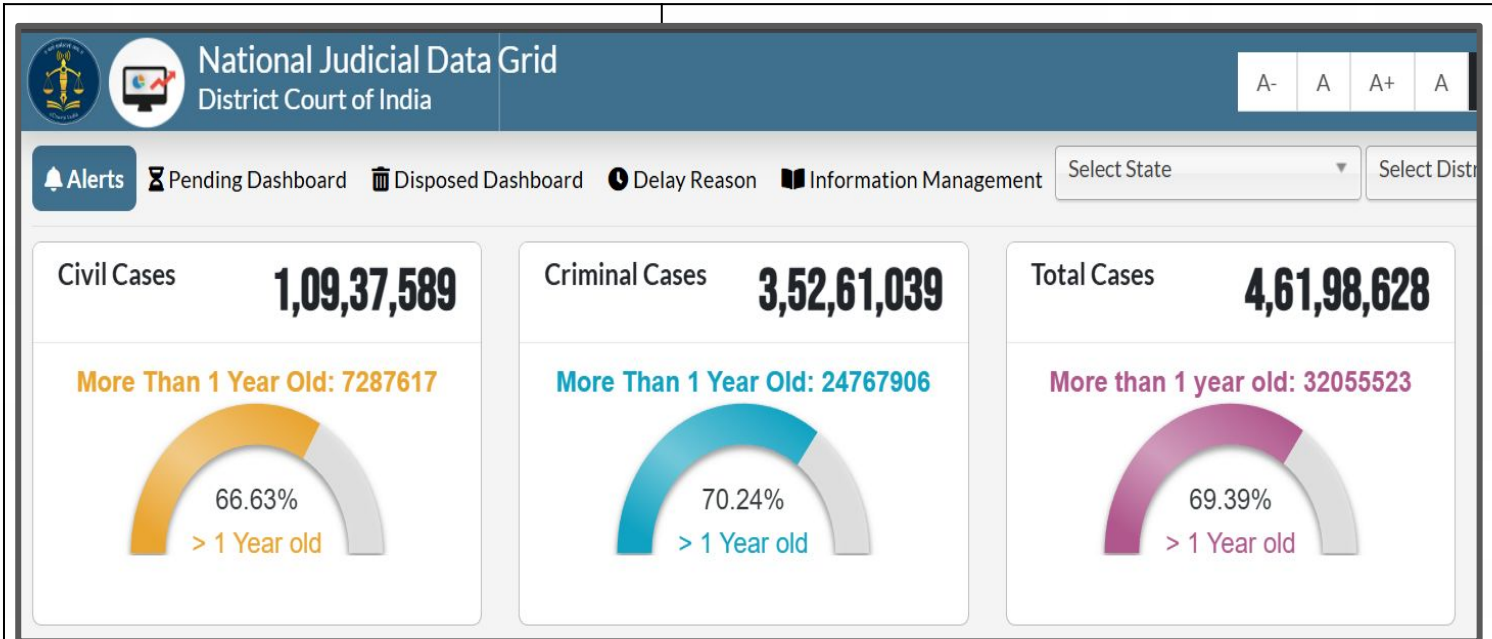 National Judicial Data Grid
District Court of India
A- A A+ A
Alerts Pending Dashboard Disposed Dashboard Delay Reason Information Management Select State Select Distr
Civil Cases 1,09,37,589
More Than 1 Year Old: 7287617
66.63%
> 1 Year old
Criminal Cases 3,52,61,039
More Than 1 Year Old: 24767906
70.24%
> 1 Year old
Total Cases 4,61,98,628
More than 1 year old: 32055523
69.39%
> 1 Year old